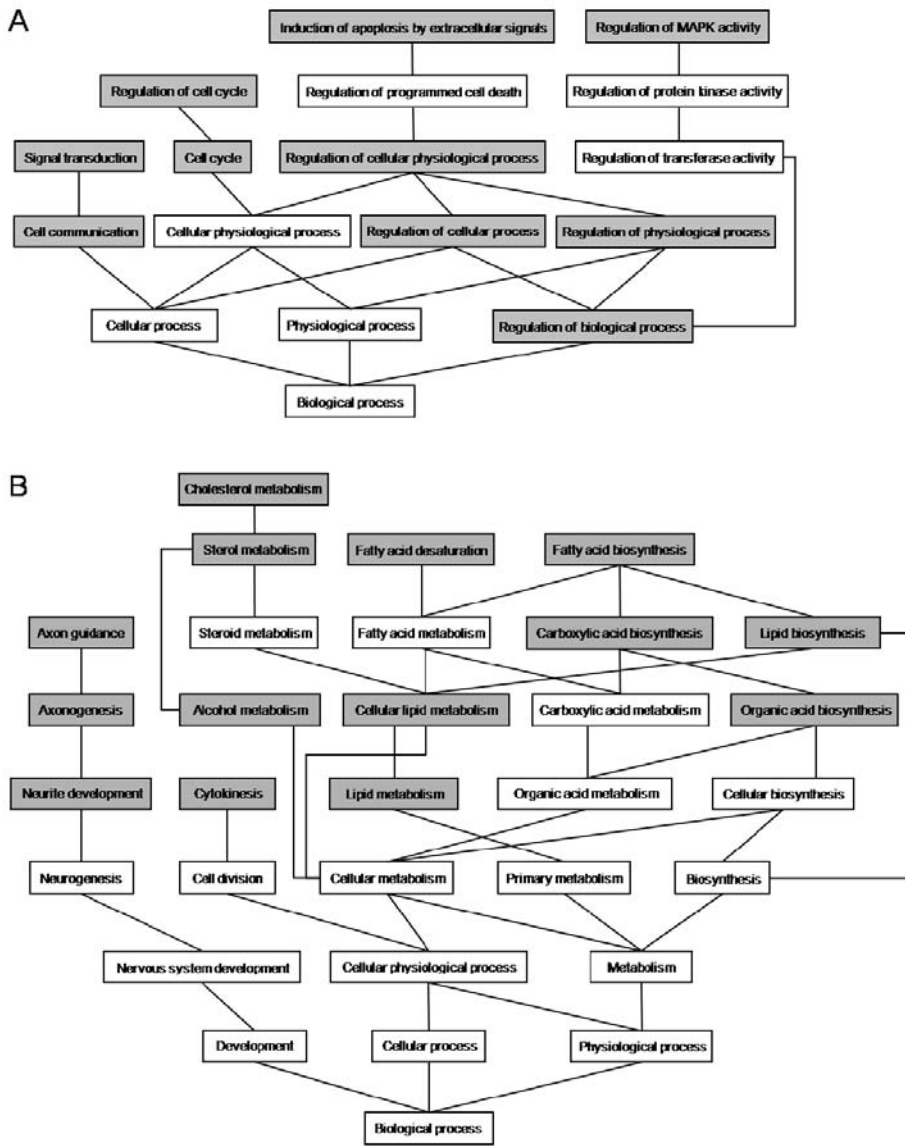 A
Induction of apoptosis by extracellular signals
Regulation of MAPK activity
Regulation of cell cycle
Regulation of programmed cell death
Regulation of protein kinase activity
Signal transduction
Cell cycle
Regulation of cellular physiological process
Regulation of transferase activity
Cell communication
Cellular physiological process
Regulation of cellular process
Regulation of physiological process
Cellular process
Physiological process
Regulation of biological process
Biological process
B
Cholesterol metabolism
Sterol metabolism
Fatty acid desaturation
Fatty acid biosynthesis
Axon guidance
Steroid metabolism
Fatty acid metabolism
Carboxylic acid biosynthesis
Lipid biosynthesis
Axonogenesis
Alcohol metabolism
Cellular lipid metabolism
Carboxylic acid metabolism
Organic acid biosynthesis
Neurite development
Cytokinesis
Lipid metabolism
Organic acid metabolism
Cellular biosynthesis
Neurogenesis
Cell division
Cellular metabolism
Primary metabolism
Biosynthesis
Nervous system development
Cellular physiological process
Metabolism
Development
Cellular process
Physiological process
Biological process